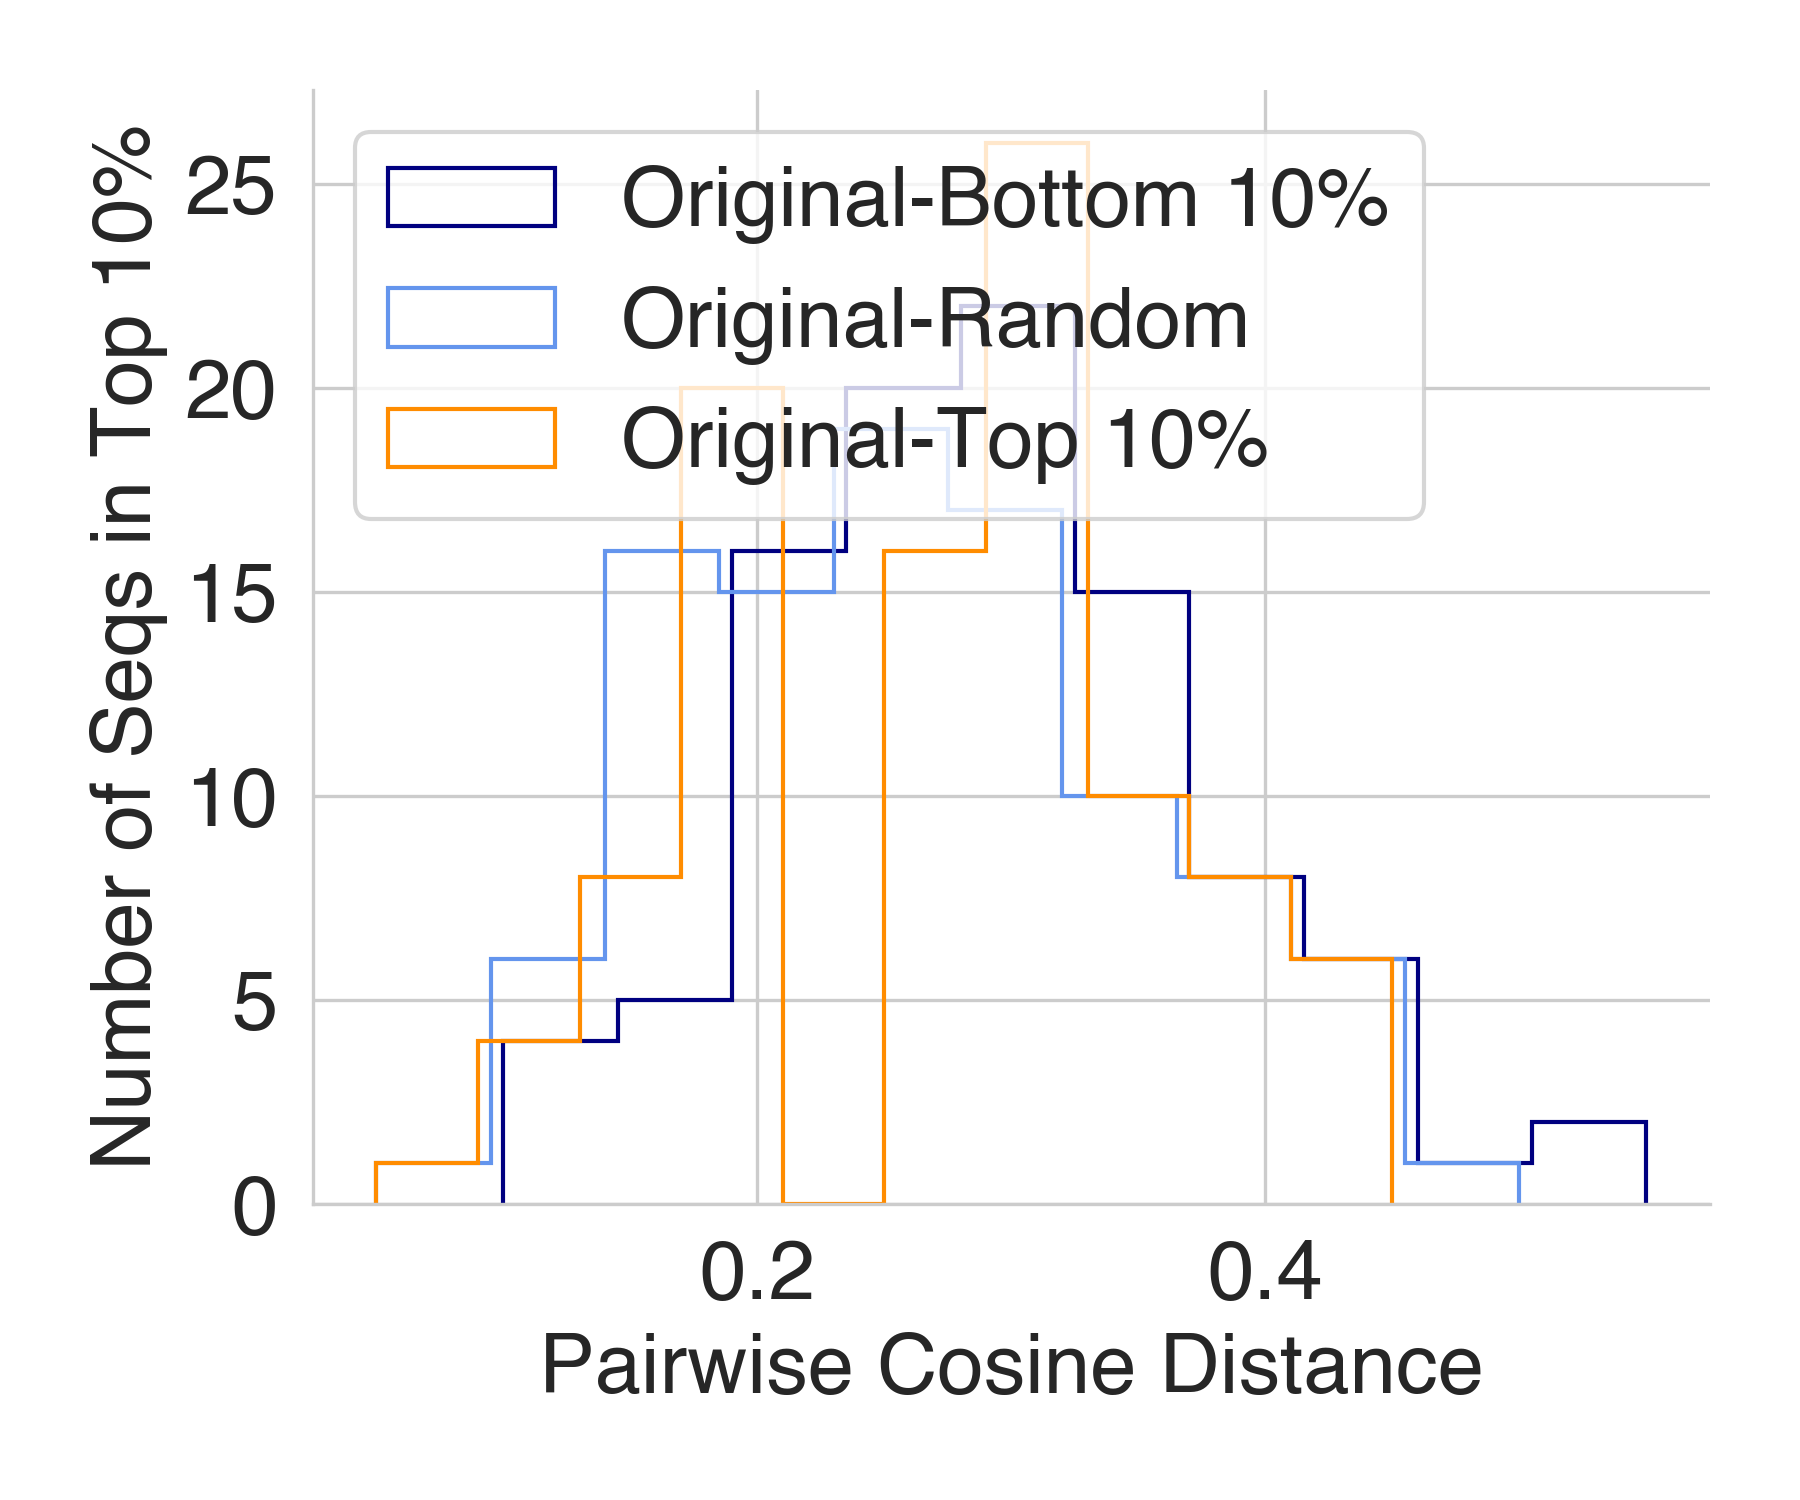 Number of Seqs in Top 10%
25
20
15
10
5
0
Original-Bottom 10%
Original-Random
Original-Top 10%
0.2 0.4
Pairwise Cosine Distance